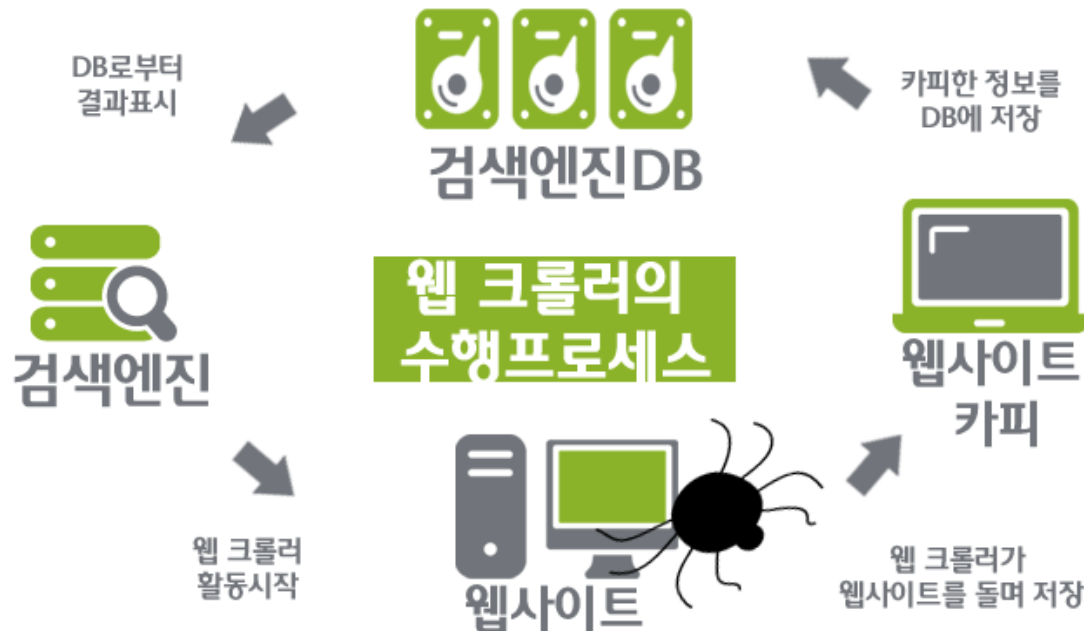 DB로부터
결과표시
검색엔진DB
카피한 정보를
DB에 저장
검색엔진
웹 크롤러의
수행프로세스
웹사이트
카피
웹 크롤러
활동시작
웹사이트
웹 크롤러가
웹사이트를 돌며 저장